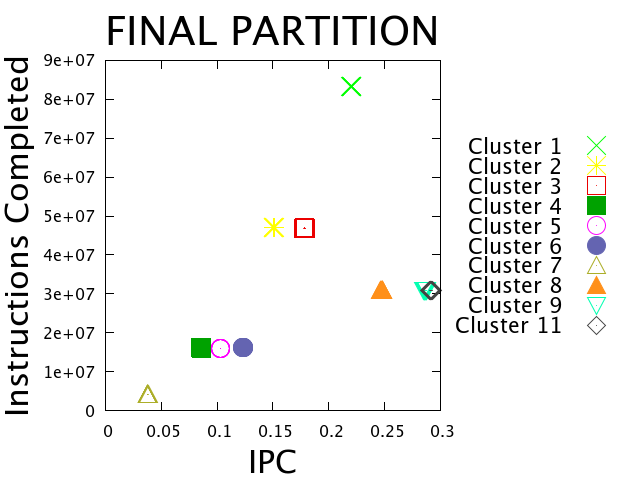 FINAL PARTITION
Instructions Completed
9e+07
8e+07
7e+07
6e+07
5e+07
4e+07
3e+07
2e+07
1e+07
0
0 0.05 0.1 0.15 0.2 0.25 0.3
IPC
Cluster 1
Cluster 2
Cluster 3
Cluster 4
Cluster 5
Cluster 6
Cluster 7
Cluster 8
Cluster 9
Cluster 11